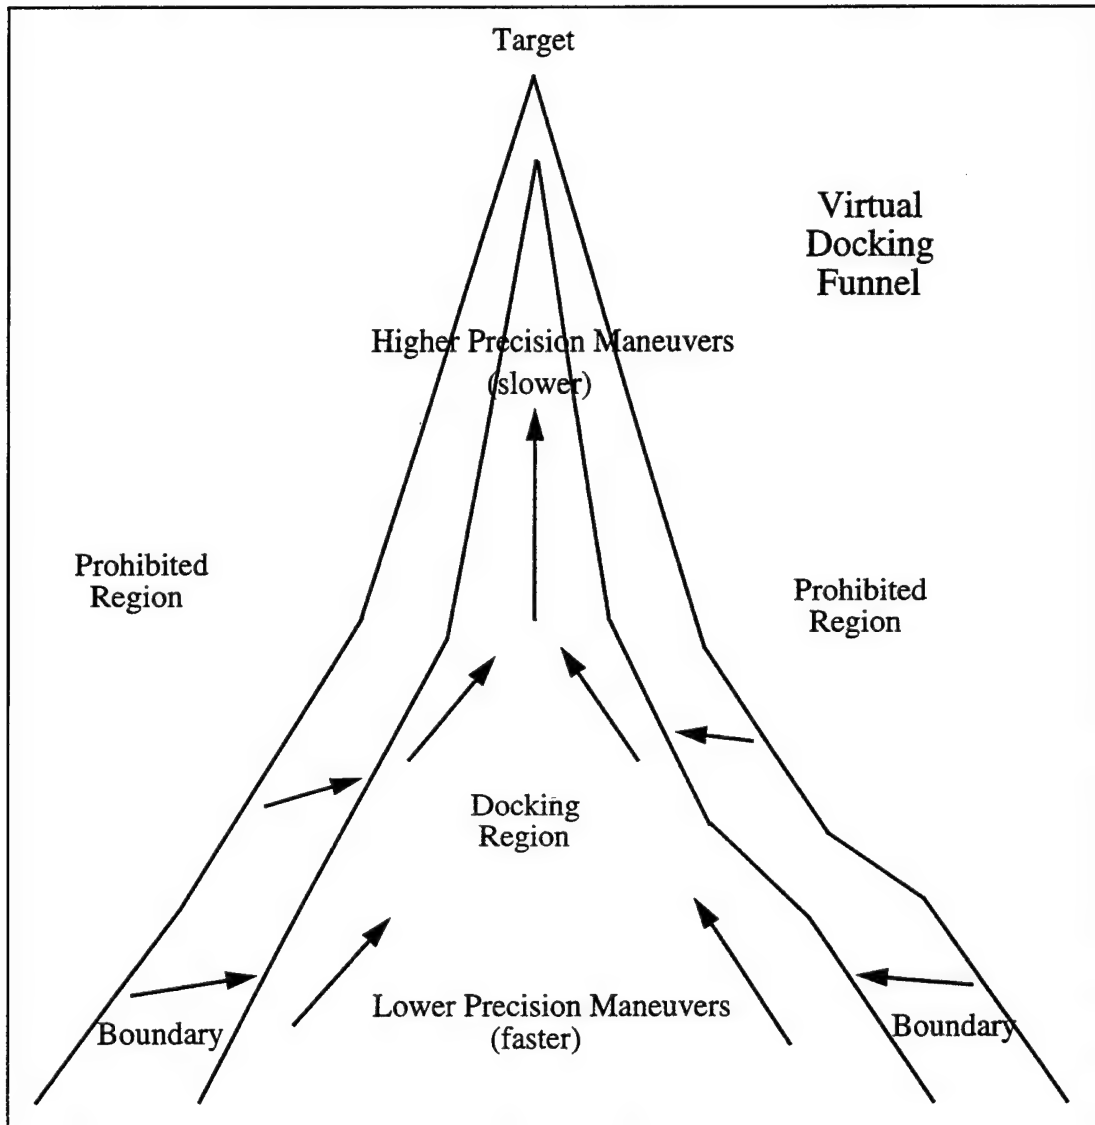 Target
Virtual
Docking
Funnel
Higher Precision Maneuvers
(slower)
Prohibited
Region
Prohibited
Region
Docking
Region
Lower Precision Maneuvers
(faster)
Boundary
Boundary